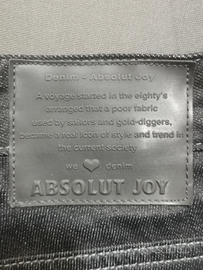 Denim - Absolut Joy
A voyage started in the eighty's
arranged that a poor fabric
used by sailors and gold-diggers,
became a real icon of style and trend in
the current society
we ❤ denim
ABSOLUT JOY